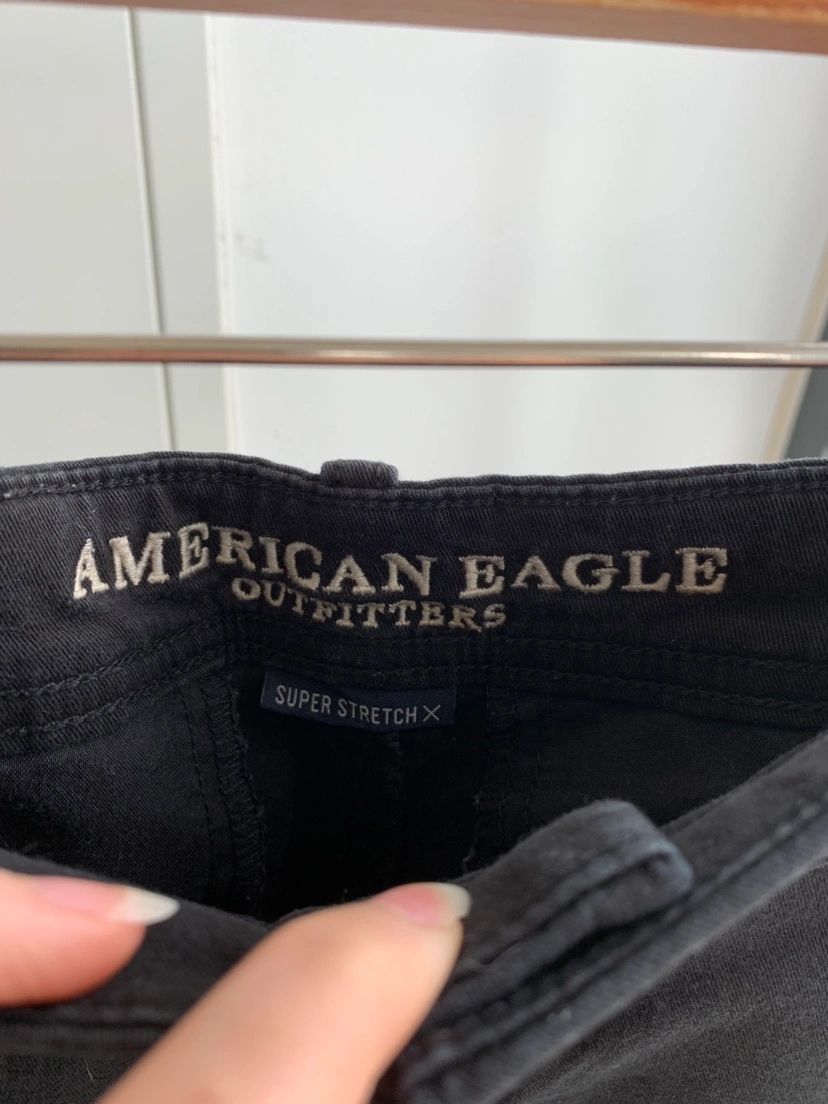 AMERICAN EAGLE
OUTFITTERS
SUPER STRETCH X